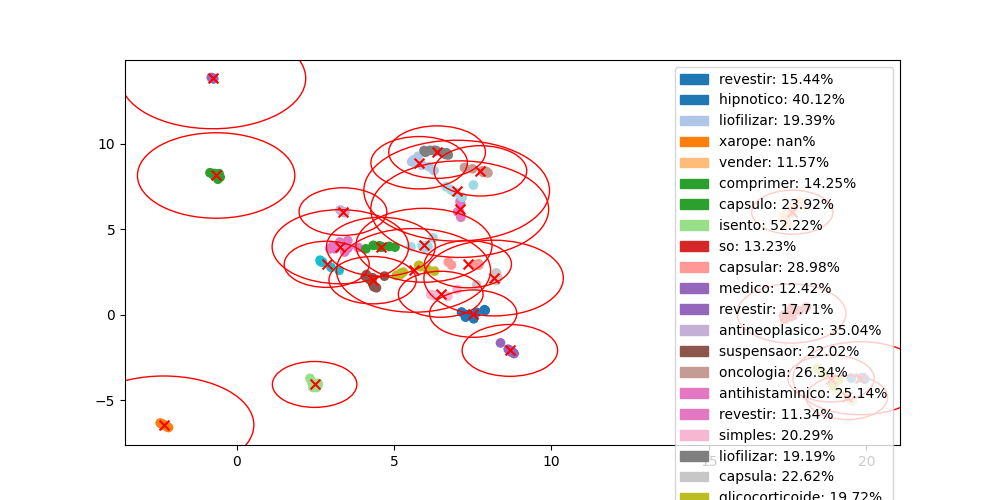 revestir: 15.44%
hipnotico: 40.12%
liofilizar: 19.39%
xarope: nan%
vender: 11.57%
comprimer: 14.25%
capsulo: 23.92%
isento: 52.22%
so: 13.23%
capsular: 28.98%
medico: 12.42%
revestir: 17.71%
antineoplasico: 35.04%
suspensaor: 22.02%
oncologia: 26.34%
antihistaminico: 25.14%
revestir: 11.34%
simples: 20.29%
liofilizar: 19.19%
capsula: 22.62%
glicocorticoide: 19.72%
10
5
0
−5
0
5
10
15
20